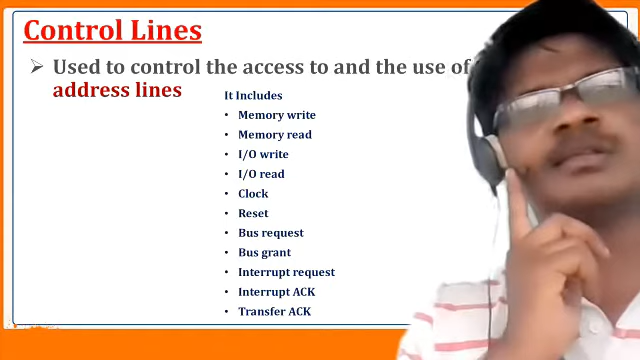 Control Lines
Used to control the access to and the use of
address lines
It Includes
Memory write
Memory read
I/O write
I/O read
Clock
Reset
Bus request
Bus grant
Interrupt request
Interrupt ACK
Transfer ACK